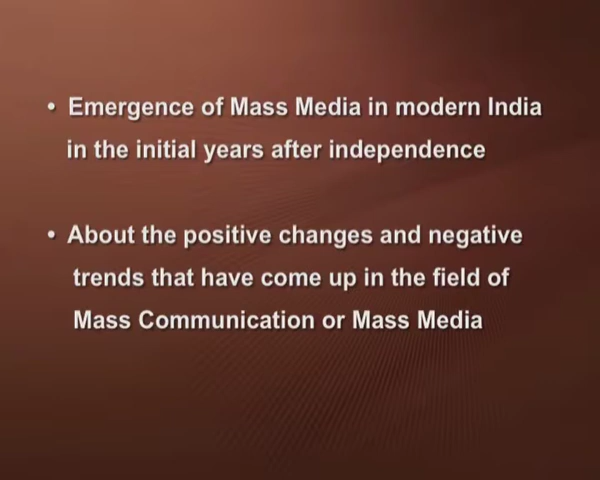 • Emergence of Mass Media in modern India
in the initial years after independence
• About the positive changes and negative
trends that have come up in the field of
Mass Communication or Mass Media